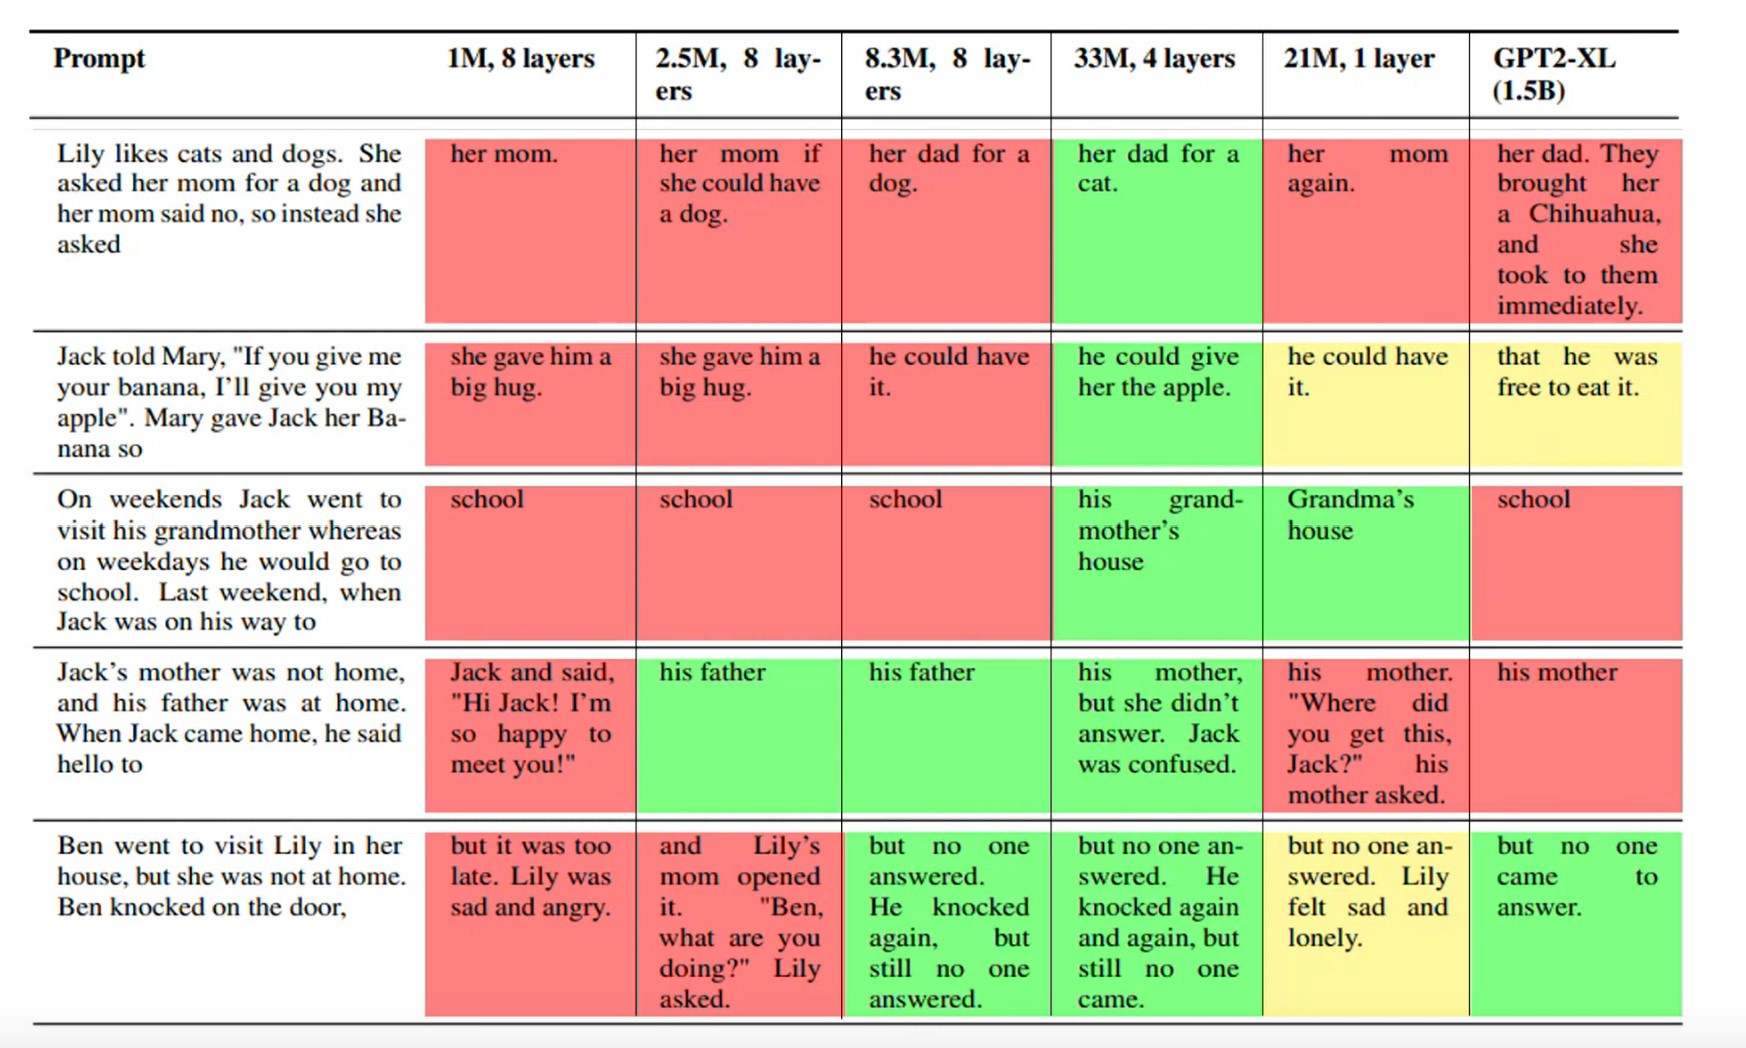 Prompt
1M, 8 layers
2.5M, 8 lay-
ers
8.3M, 8 lay-
ers
33M, 4 layers
21M, 1 layer
GPT2-XL
(1.5B)
Lily likes cats and dogs. She
asked her mom for a dog and
her mom said no, so instead she
asked
her mom.
her mom if
she could have
a dog.
her dad for a
dog.
her dad for a
cat.
her mom
again.
her dad. They
brought her
a Chihuahua,
and she
took to them
immediately.
Jack told Mary, "If you give me
your banana, I'll give you my
apple". Mary gave Jack her Ba-
nana so
she gave him a
big hug.
she gave him a
big hug.
he could have
it.
he could give
her the apple.
he could have
it.
that he was
free to eat it.
On weekends Jack went to
visit his grandmother whereas
on weekdays he would go to
school. Last weekend, when
Jack was on his way to
school
school
school
his grand-
mother's
house
Grandma's
house
school
Jack's mother was not home,
and his father was at home.
When Jack came home, he said
hello to
Jack and said,
"Hi Jack! I'm
so happy to
meet you!"
his father
his father
his mother,
but she didn't
answer. Jack
was confused.
his mother.
"Where did
you get this,
Jack?" his
mother asked.
his mother
Ben went to visit Lily in her
house, but she was not at home.
Ben knocked on the door,
but it was too
late. Lily was
sad and angry.
and Lily's
mom opened
it. "Ben,
what are you
doing?" Lily
asked.
but no one
answered.
He knocked
again, but
still no one
answered.
but no one an-
swered. He
knocked again
and again, but
still no one
came.
but no one an-
swered. Lily
felt sad and
lonely.
but no one
came to
answer.